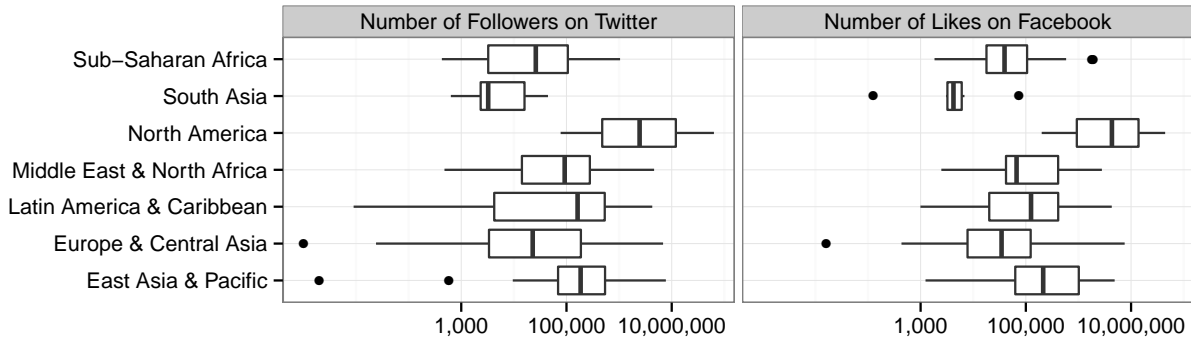 Number of Followers on Twitter Number of Likes on Facebook
Sub−Saharan Africa
South Asia
North America
Middle East & North Africa
Latin America & Caribbean
Europe & Central Asia
East Asia & Pacific
1,000 100,000 10,000,000 1,000 100,000 10,000,000